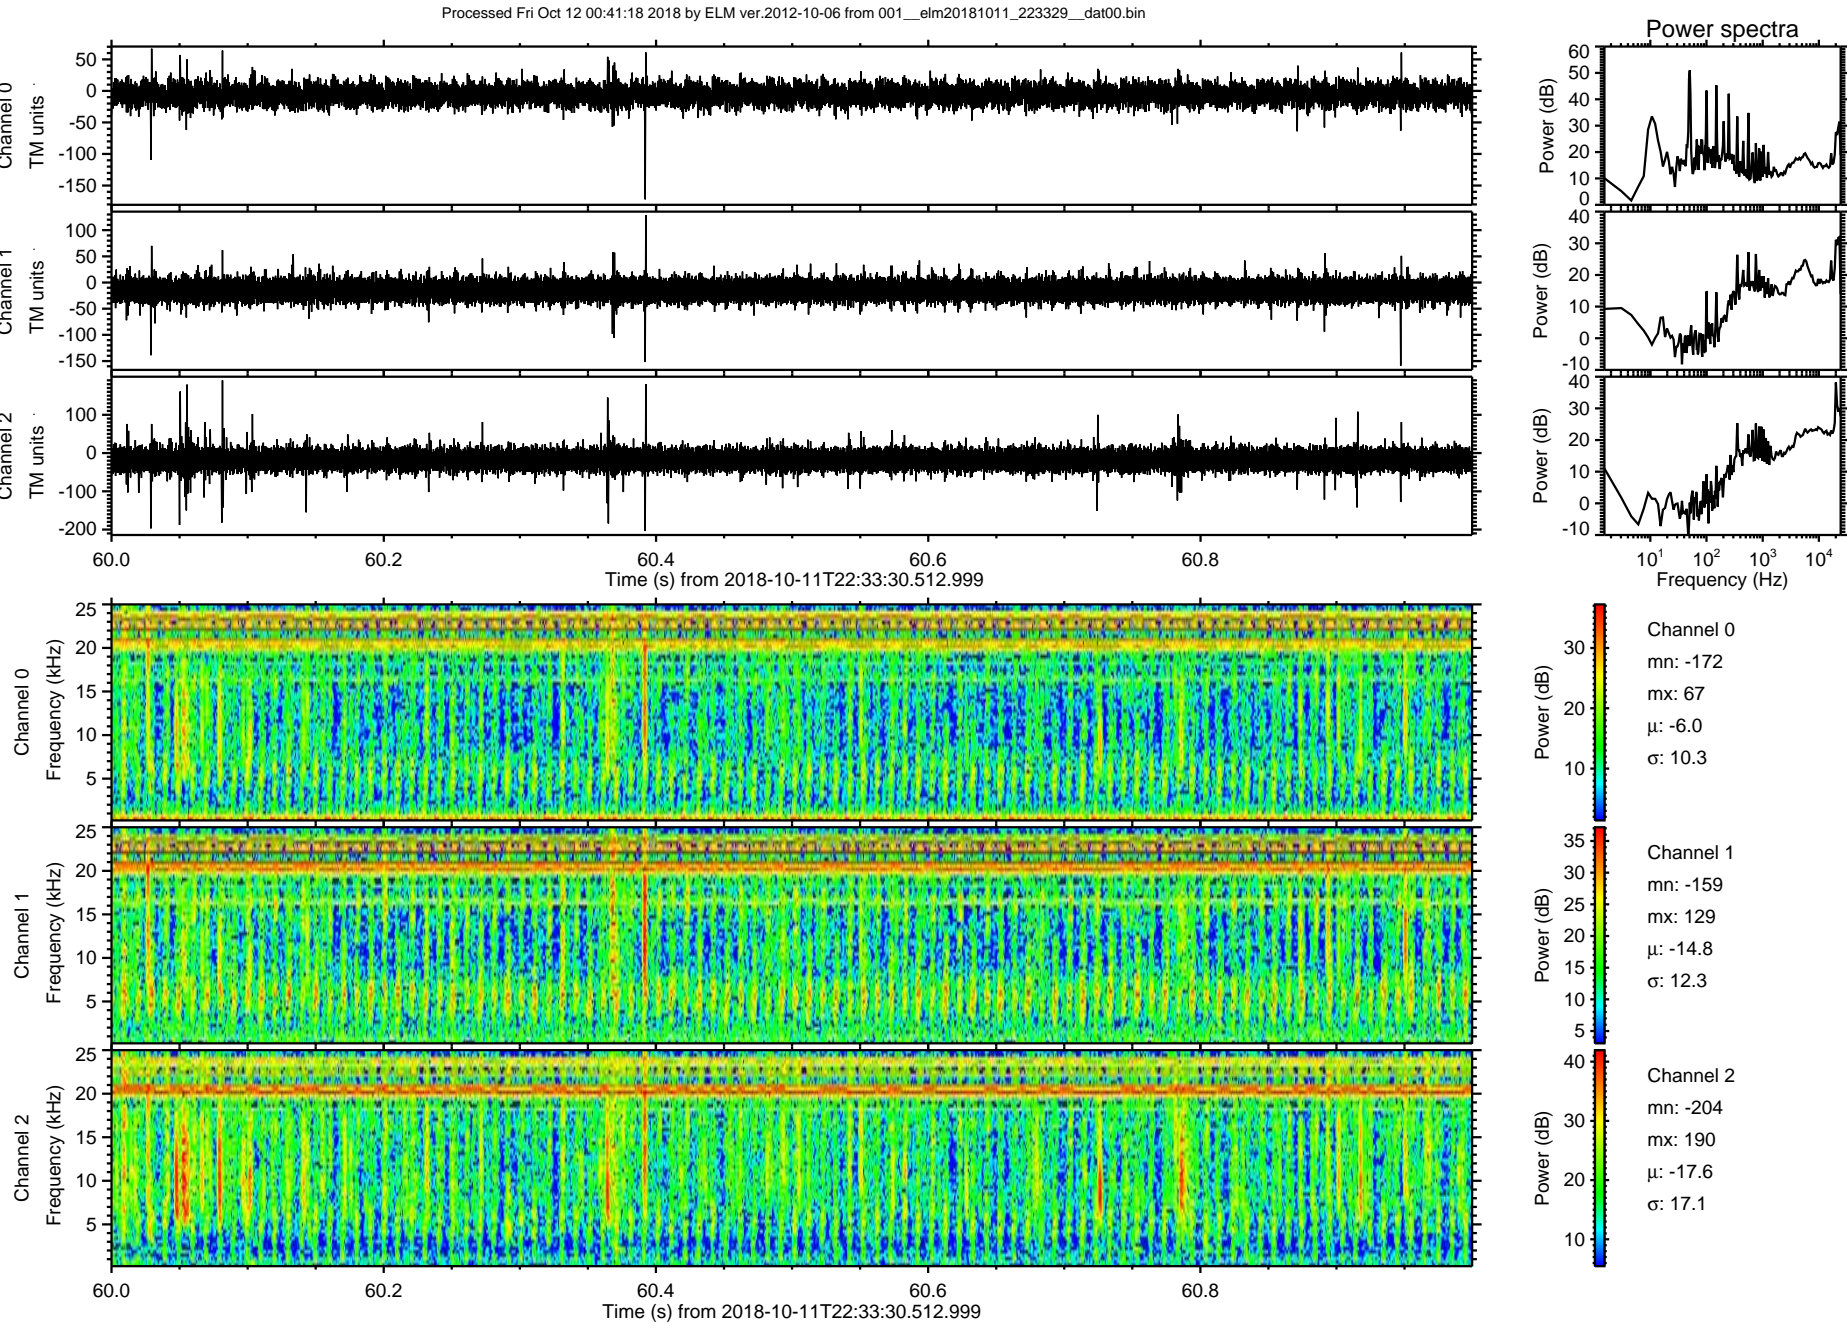 Processed Fri Oct 12 00:41:18 2018 by ELM ver.2012-10-06 from 001__elm20181011_223329__dat00.bin
Power spectra
Channel 0
TM units
50
0
-50
-100
-150
Power (dB)
60
50
40
30
20
10
0
Channel 1
TM units
100
50
0
-50
-100
-150
Power (dB)
40
30
20
10
0
-10
Channel 2
TM units
100
0
-100
-200
Power (dB)
40
30
20
10
0
-10
60.0 60.2 60.4 60.6 60.8
Time (s) from 2018-10-11T22:33:30.512.999
10¹ 10² 10³ 10⁴
Frequency (Hz)
Channel 0
Frequency (kHz)
25
20
15
10
5
Power (dB)
30
20
10
Channel 0
mn: -172
mx: 67
µ: -6.0
σ: 10.3
Channel 1
Frequency (kHz)
25
20
15
10
5
Power (dB)
35
30
25
20
15
10
5
Channel 1
mn: -159
mx: 129
µ: -14.8
σ: 12.3
Channel 2
Frequency (kHz)
25
20
15
10
5
Power (dB)
40
30
20
10
Channel 2
mn: -204
mx: 190
µ: -17.6
σ: 17.1
60.0 60.2 60.4 60.6 60.8
Time (s) from 2018-10-11T22:33:30.512.999